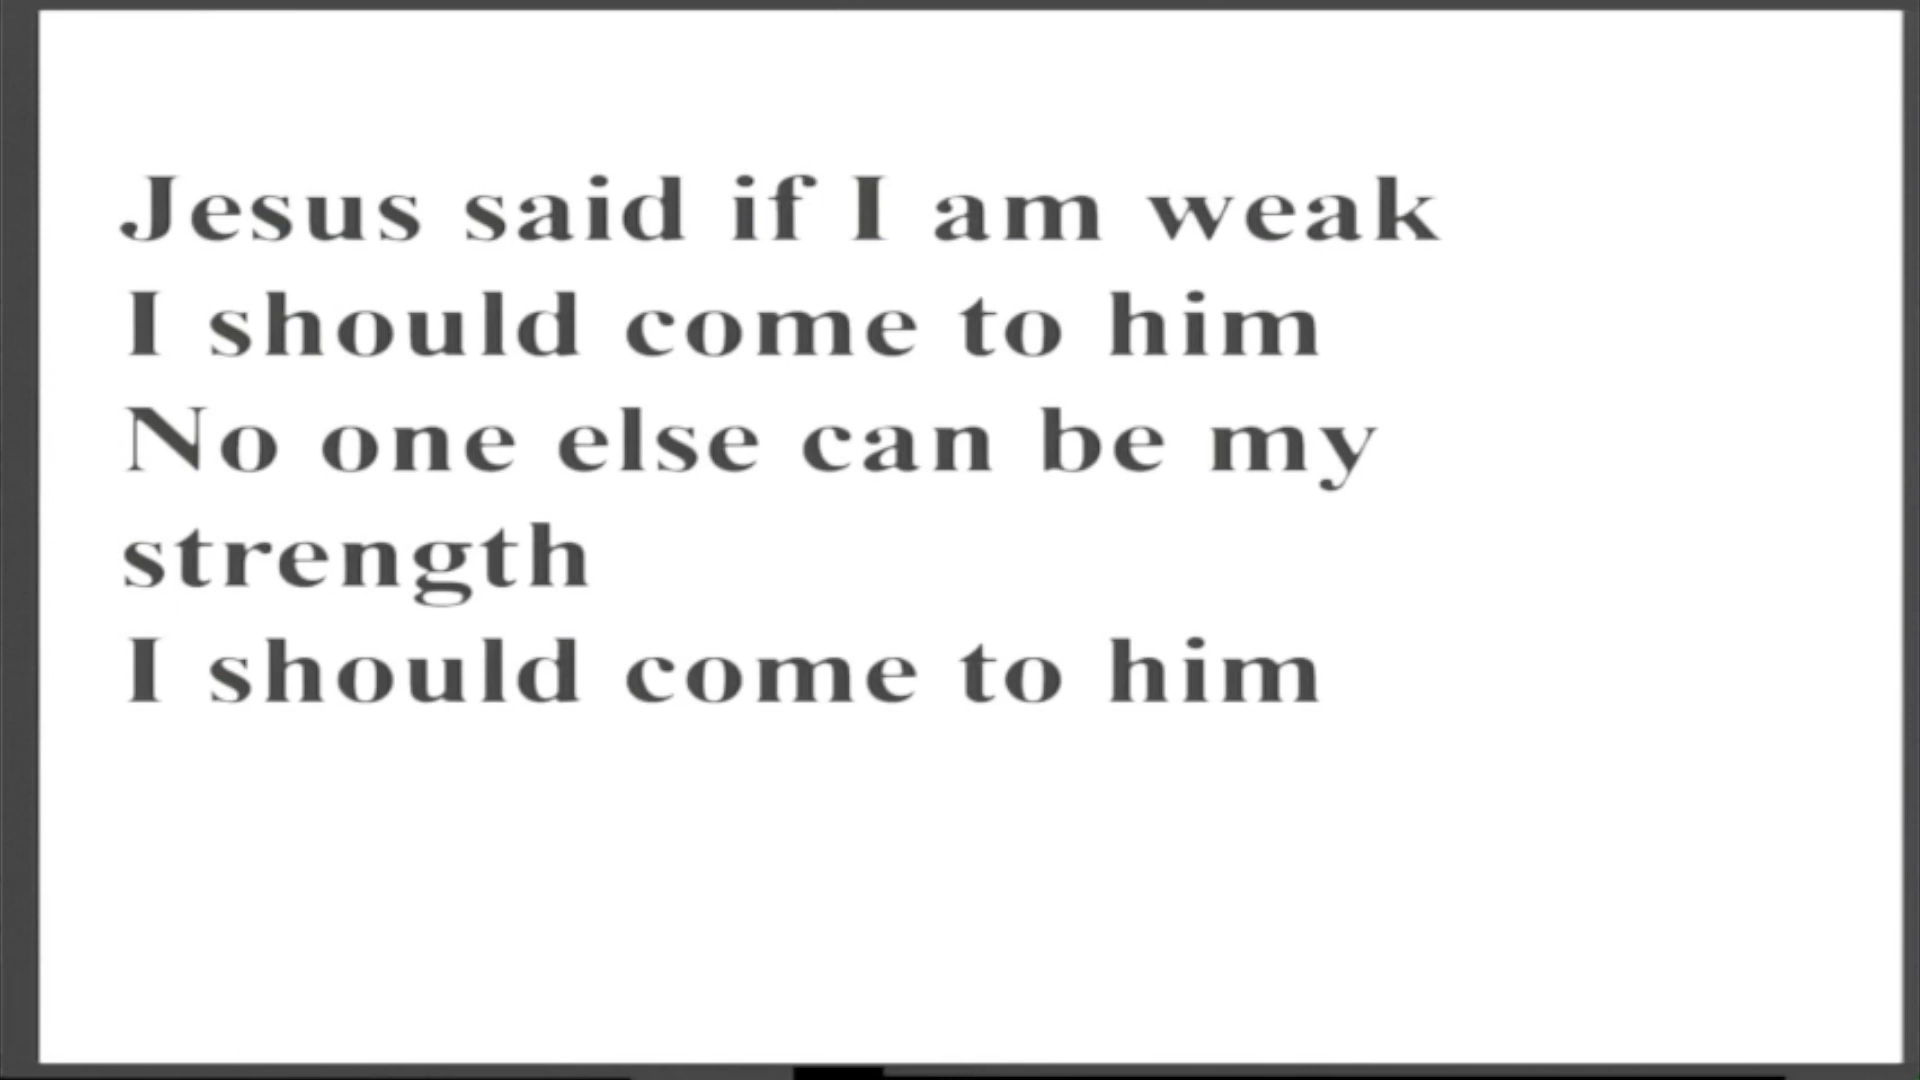 Jesus said if I am weak
I should come to him
No one else can be my
strength
I should come to him